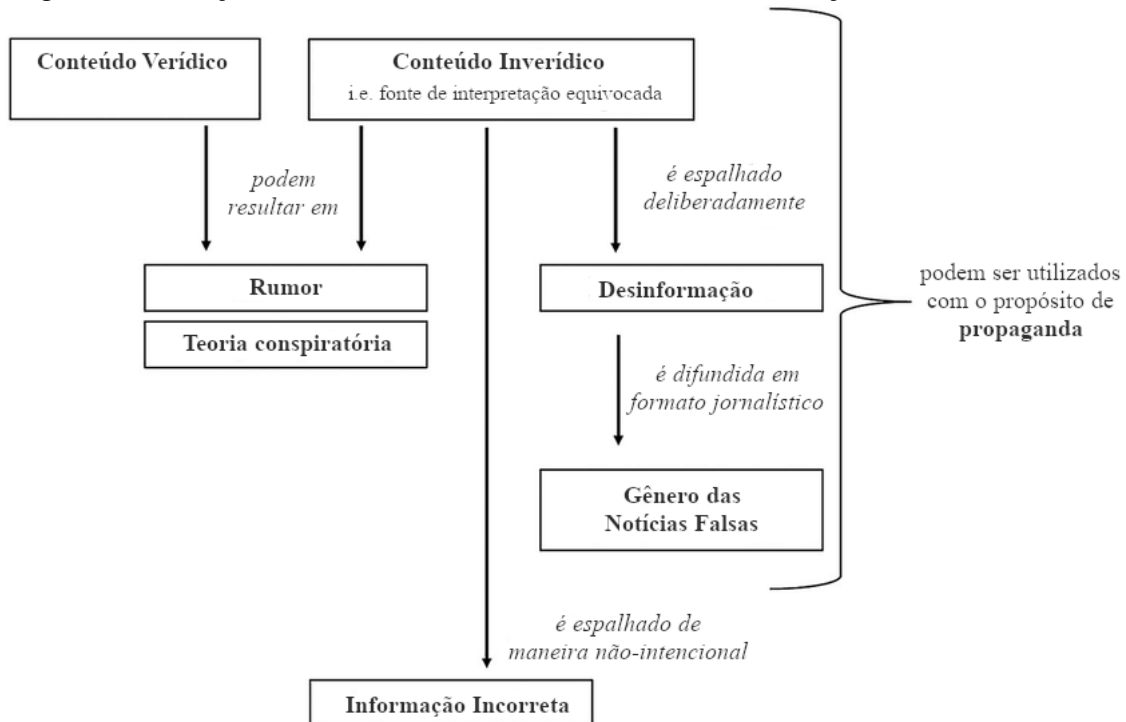 Conteúdo Verídico
Conteúdo Inverídico
i.e. fonte de interpretação equivocada
podem
resultar em
é espalhado
deliberadamente
Rumor
Teoria conspiratória
Desinformação
podem ser utilizados
com o propósito de
propaganda
é difundida em
formato jornalístico
Gênero das
Notícias Falsas
é espalhado de
maneira não-intencional
Informação Incorreta